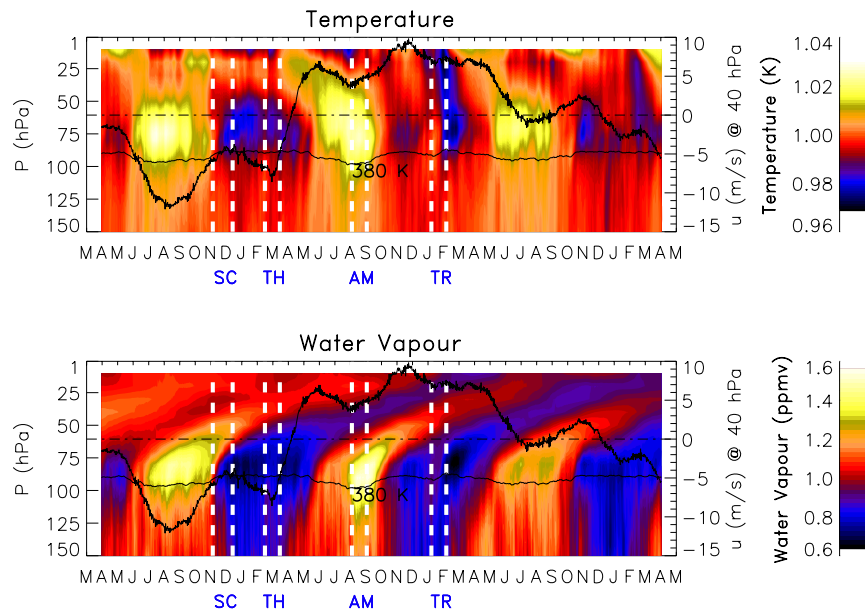 Temperature
P (hPa)
1
25
50
75
100
125
150
380 K
10
5
0
−5
−10
−15
u (m/s) @ 40 hPa
M A M J J A S O N D J F M A M J J A S O N D J F M A M J J A S O N D J F M A M
SC TH AM TR
Temperature (K)
1.04
1.02
1.00
0.98
0.96
Water Vapour
P (hPa)
1
25
50
75
100
125
150
380 K
10
5
0
−5
−10
−15
u (m/s) @ 40 hPa
M A M J J A S O N D J F M A M J J A S O N D J F M A M J J A S O N D J F M A M
SC TH AM TR
Water Vapour (ppmv)
1.6
1.4
1.2
1.0
0.8
0.6